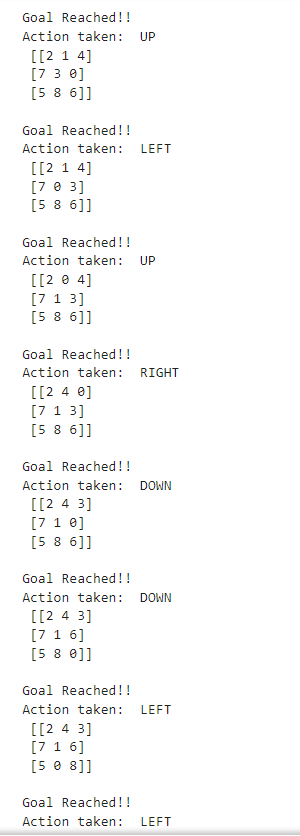 Goal Reached!!
Action taken:  UP
[[2 1 4]
[7 3 0]
[5 8 6]]
Goal Reached!!
Action taken:  LEFT
[[2 1 4]
[7 0 3]
[5 8 6]]
Goal Reached!!
Action taken:  UP
[[2 0 4]
[7 1 3]
[5 8 6]]
Goal Reached!!
Action taken:  RIGHT
[[2 4 0]
[7 1 3]
[5 8 6]]
Goal Reached!!
Action taken:  DOWN
[[2 4 3]
[7 1 0]
[5 8 6]]
Goal Reached!!
Action taken:  DOWN
[[2 4 3]
[7 1 6]
[5 8 0]]
Goal Reached!!
Action taken:  LEFT
[[2 4 3]
[7 1 6]
[5 0 8]]
Goal Reached!!
Action taken:  LEFT